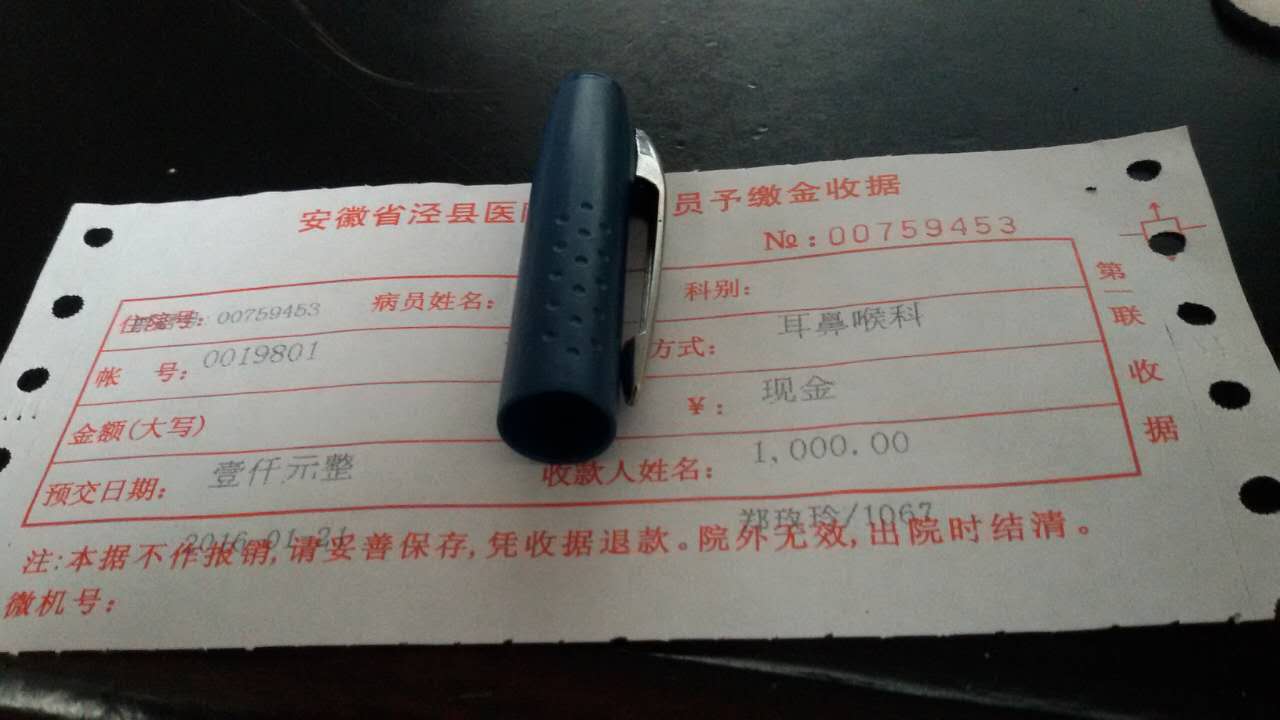 安徽省泾县医 员予缴金收据
№:00759453
住院号: 00759453 病员姓名: 科别:
帐 号: 0019801 方式: 耳鼻喉科
金额(大写) ¥: 现金
预交日期: 壹仟元整 收款人姓名: 1,000.00
2016.01.21 郑玫玲/1067
注:本据不作报销,请妥善保存,凭收据退款。院外无效,出院时结清。
微机号:
第一联 收据